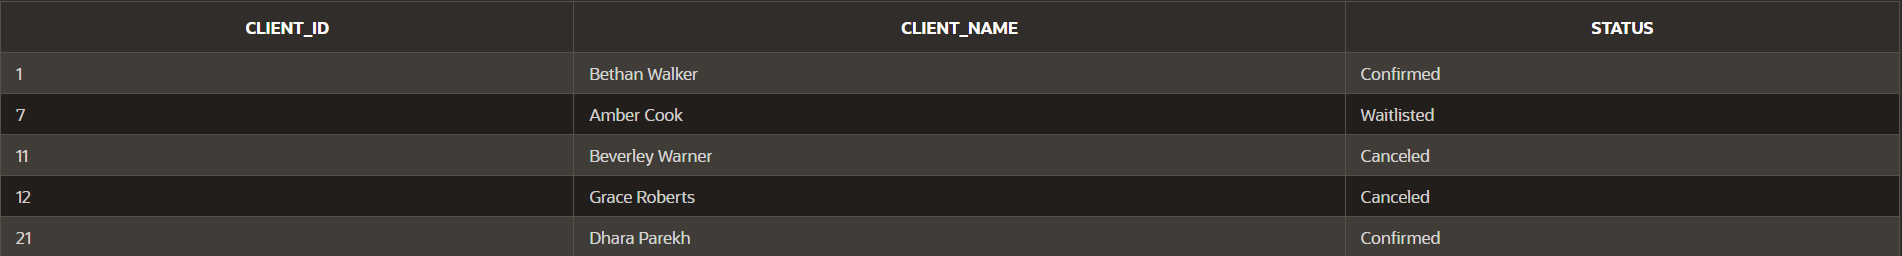 CLIENT_ID CLIENT_NAME STATUS
1 Bethan Walker Confirmed
7 Amber Cook Waitlisted
11 Beverley Warner Canceled
12 Grace Roberts Canceled
21 Dhara Parekh Confirmed